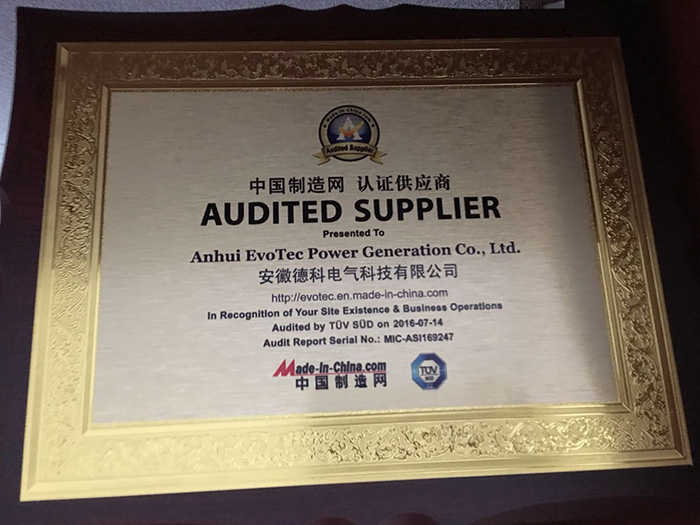 Made-in-China.com
Audited Supplier
中国制造网 认证供应商
AUDITED SUPPLIER
Presented To
Anhui EvoTec Power Generation Co., Ltd.
安徽德科电气科技有限公司
http://evotec.en.made-in-china.com
In Recognition of Your Site Existence & Business Operations
Audited by TÜV SÜD on 2016-07-14
Audit Report Serial No.: MIC-ASI169247
Made-in-China.com
中国制造网
TÜV
SÜD